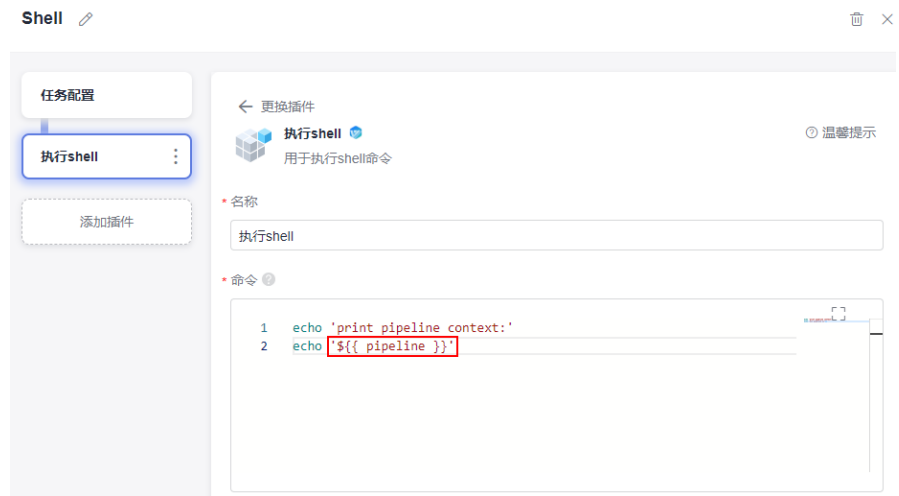 Shell
任务配置
执行shell
添加插件
更换插件
执行shell
用于执行shell命令
温馨提示
* 名称
执行shell
* 命令
1 echo 'print pipeline context:'
2 echo '${{ pipeline }}'